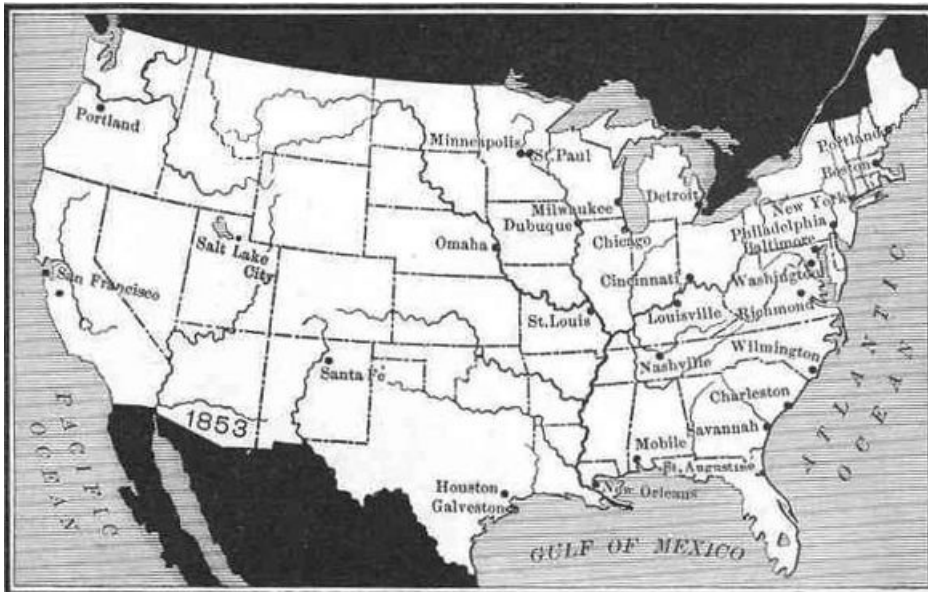 Portland
Minneapolis
St. Paul
Portland
Boston
Detroit
New York
Milwaukee
Dubuque
Philadelphia
Baltimore
Chicago
Omaha
Salt Lake
City
San Francisco
Cincinnati
Washington
St. Louis
Louisville
Richmond
Nashville
Wilmington
Santa Fé
Charleston
1853
Savannah
Mobile
St. Augustine
New Orleans
Houston
Galveston
PACIFIC
OCEAN
ATLANTIC
OCEAN
GULF OF MEXICO